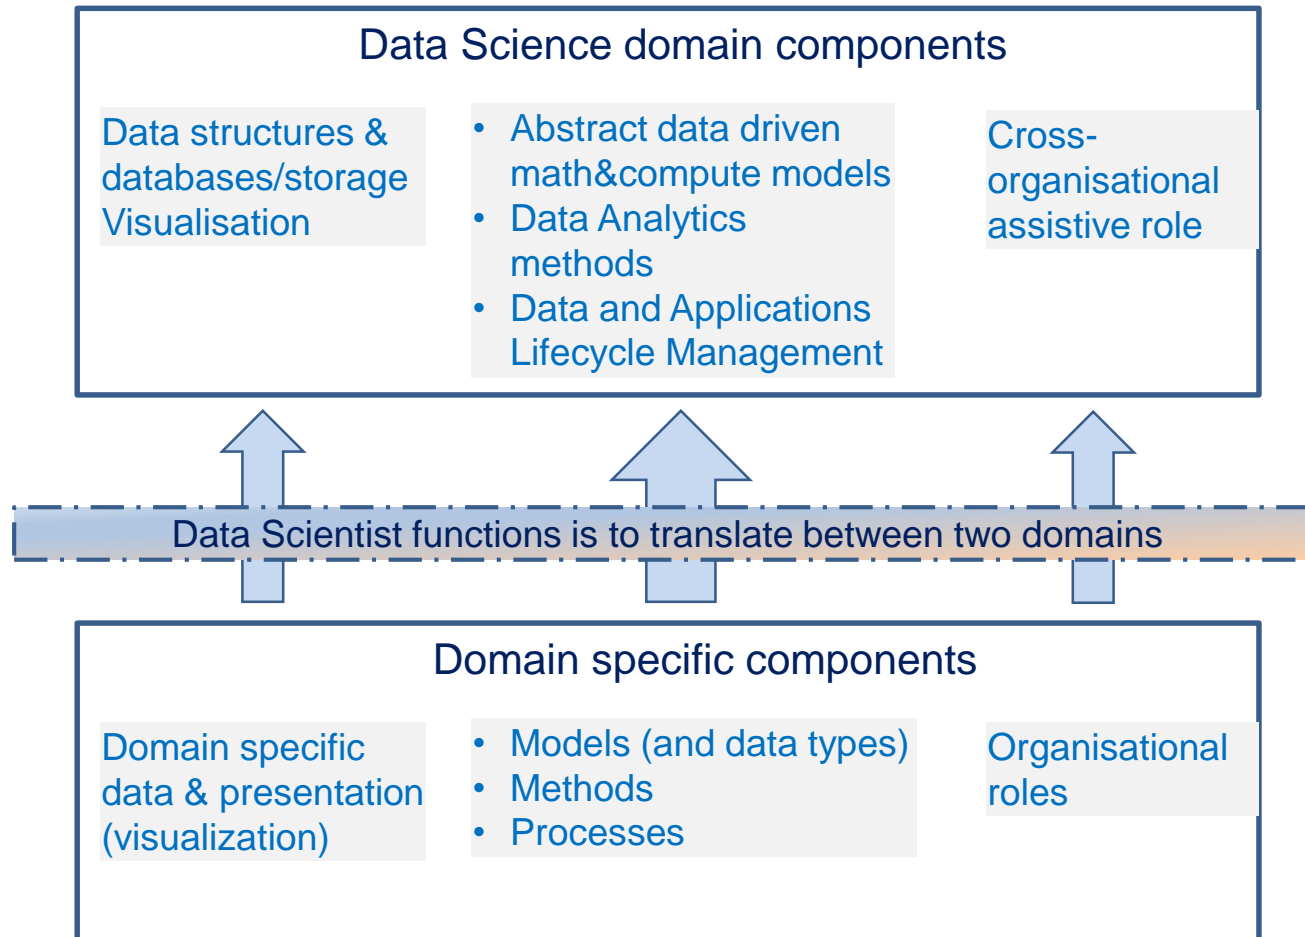 Data Science domain components
Data structures &
databases/storage
Visualisation
• Abstract data driven
math&compute models
• Data Analytics
methods
• Data and Applications
Lifecycle Management
Cross-
organisational
assistive role
Data Scientist functions is to translate between two domains
Domain specific components
Domain specific
data & presentation
(visualization)
• Models (and data types)
• Methods
• Processes
Organisational
roles